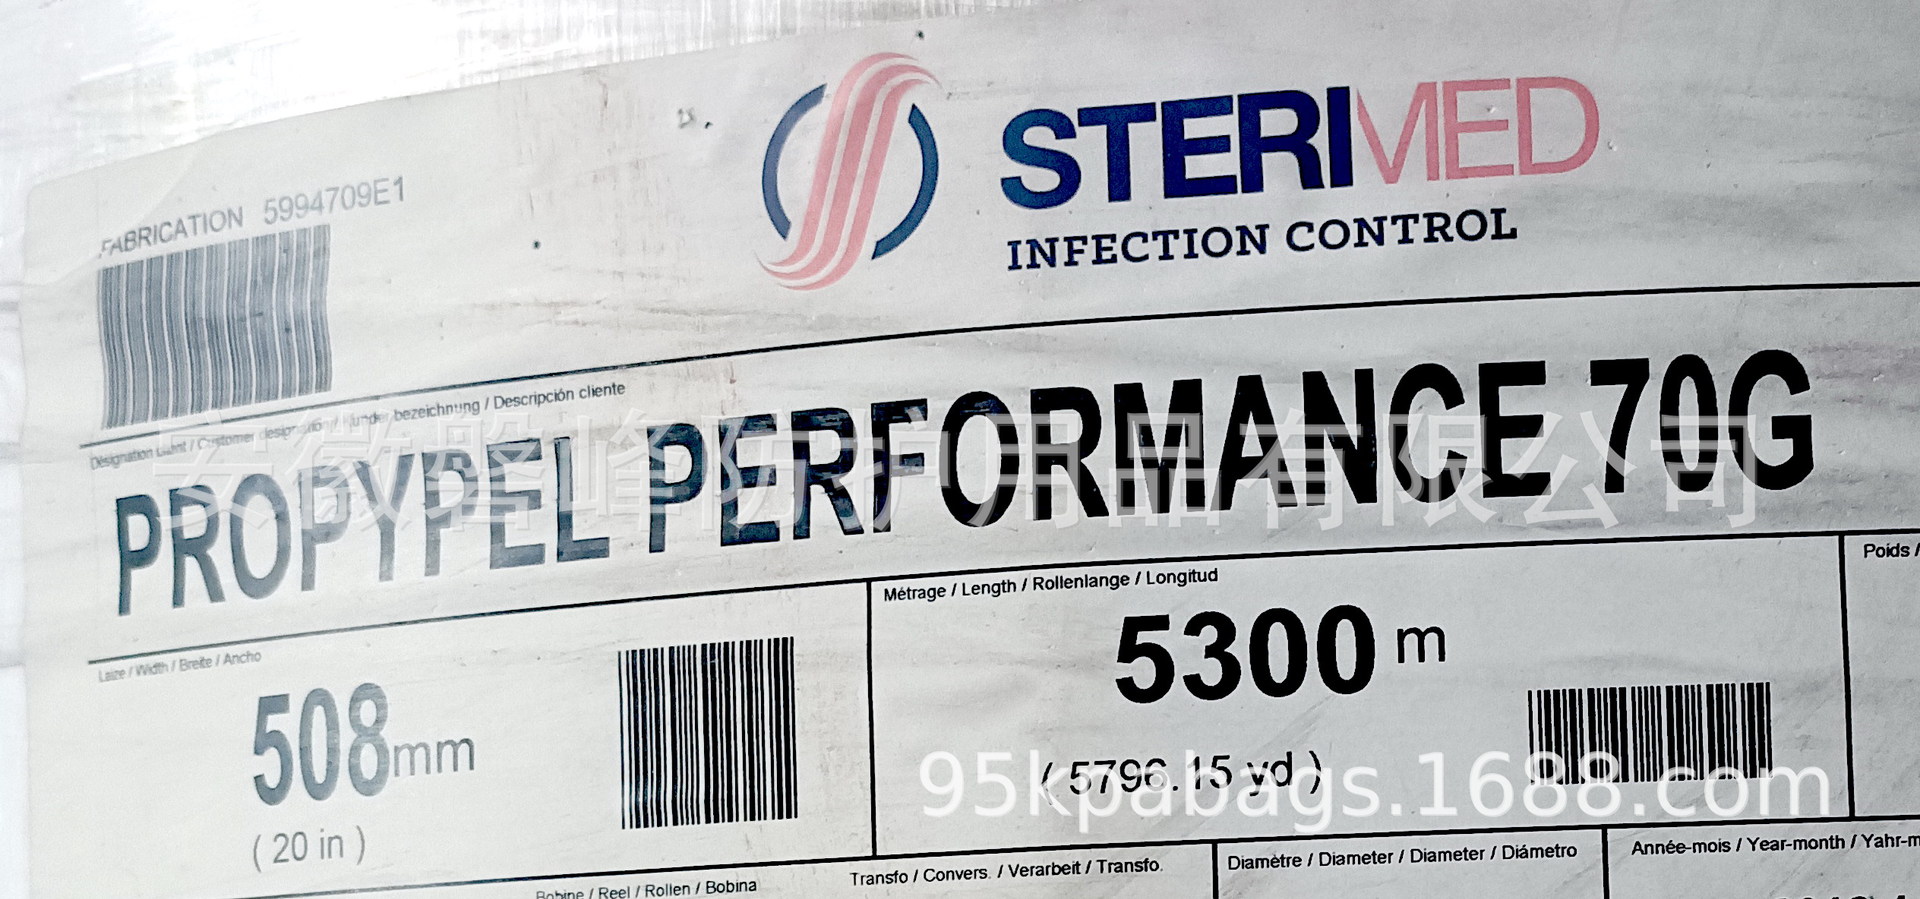 STERIMED
INFECTION CONTROL
FABRICATION 5994709E1
Désignation client / Customer designation / Kunden bezeichnung / Descripción cliente
PROPYPEL PERFORMANCE 70G
安徽磐峰防护用品有限公司
Laize / Width / Breite / Ancho
508mm
( 20 in )
Métrage / Length / Rollenlange / Longitud
5300 m
( 5796.15 yd )
Poids /
95kpabags.1688.com
Bobine / Reel / Rollen / Bobina
Transfo / Convers. / Verarbeit / Transfo.
Diamètre / Diameter / Diameter / Diámetro
Année-mois / Year-month / Yahr-m